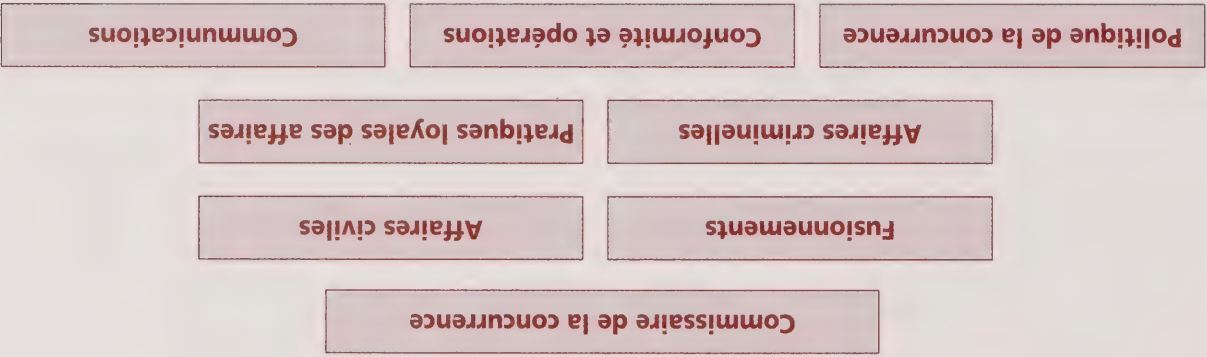 Commissaire de la concurrence
Fusionnements
Affaires civiles
Affaires criminelles
Pratiques loyales des affaires
Politique de la concurrence
Conformité et opérations
Communications